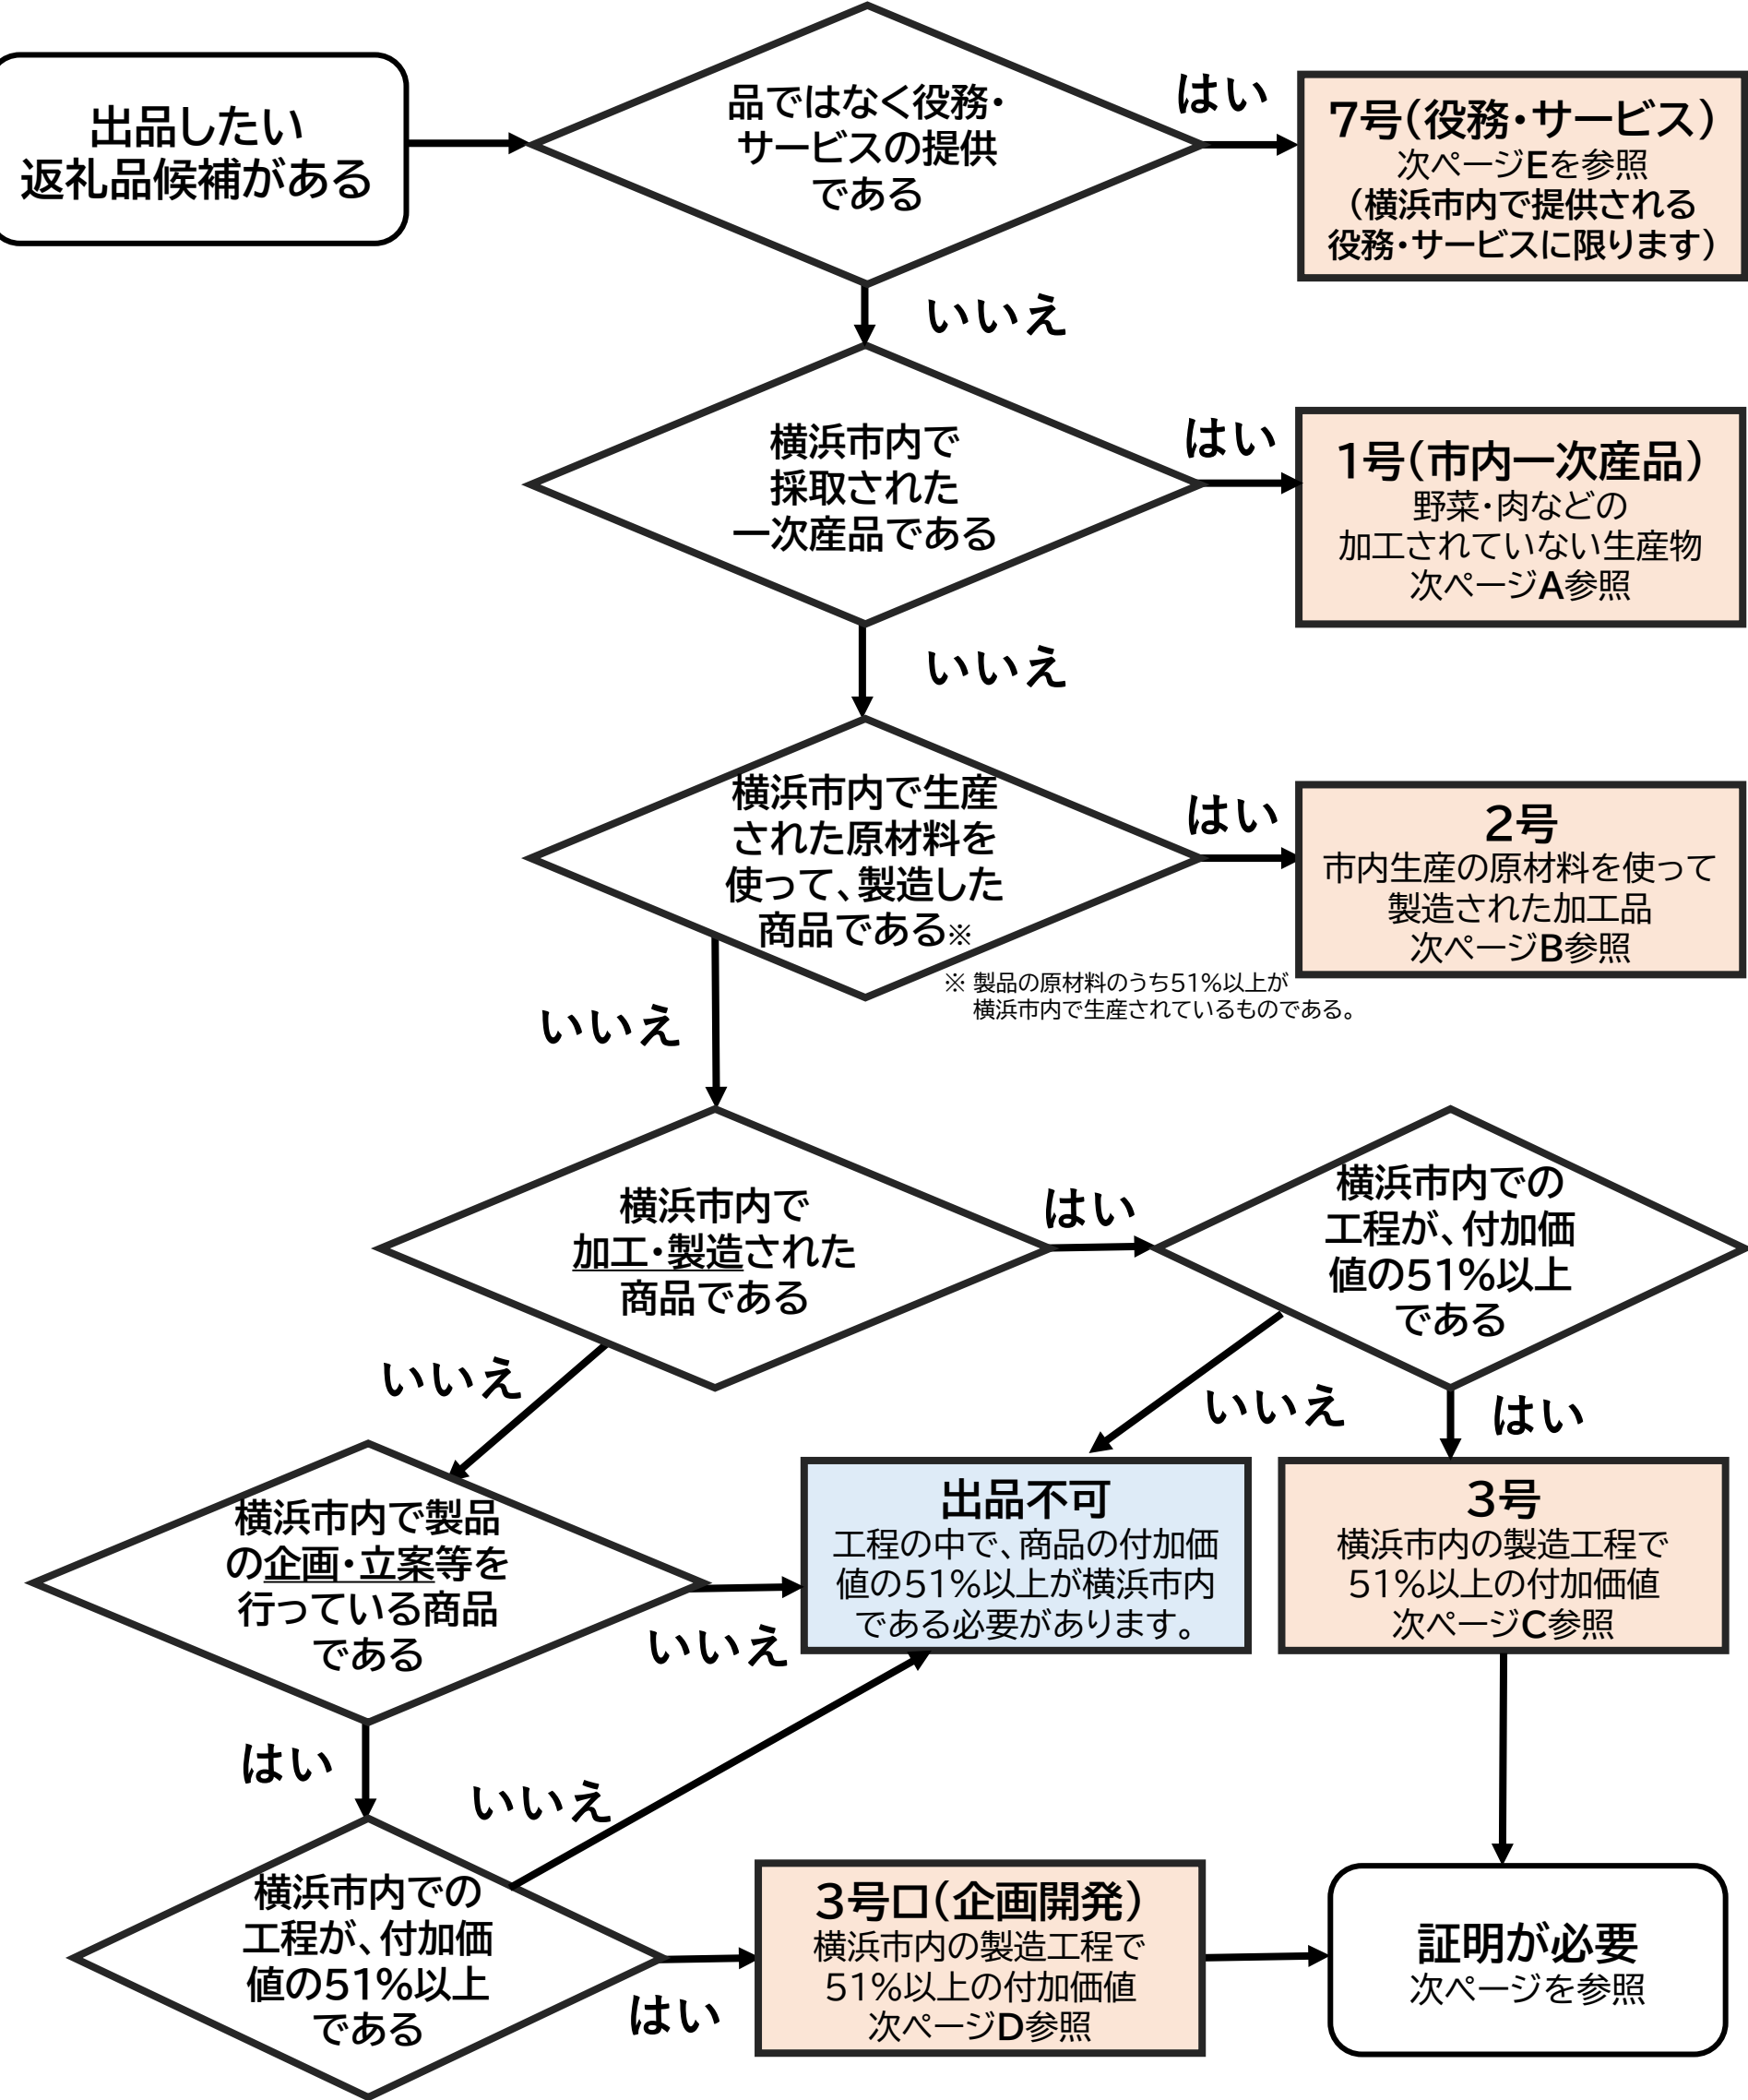 出品したい
返礼品候補がある
品ではなく役務・
サービスの提供
である
はい
7号（役務・サービス）
次ページEを参照
（横浜市内で提供される
役務・サービスに限ります）
いいえ
横浜市内で
採取された
一次産品である
はい
1号（市内一次産品）
野菜・肉などの
加工されていない生産物
次ページA参照
いいえ
横浜市内で生産
された原材料を
使って、製造した
商品である※
はい
2号
市内生産の原材料を使って
製造された加工品
次ページB参照
※ 製品の原材料のうち51%以上が
横浜市内で生産されているものである。
いいえ
横浜市内で
加工・製造された
商品である
はい
横浜市内での
工程が、付加価
値の51%以上
である
いいえ
いいえ
はい
横浜市内で製品
の企画・立案等を
行っている商品
である
いいえ
出品不可
工程の中で、商品の付加価
値の51%以上が横浜市内
である必要があります。
3号
横浜市内の製造工程で
51%以上の付加価値
次ページC参照
はい
いいえ
横浜市内での
工程が、付加価
値の51%以上
である
はい
3号ロ（企画開発）
横浜市内の製造工程で
51%以上の付加価値
次ページD参照
証明が必要
次ページを参照